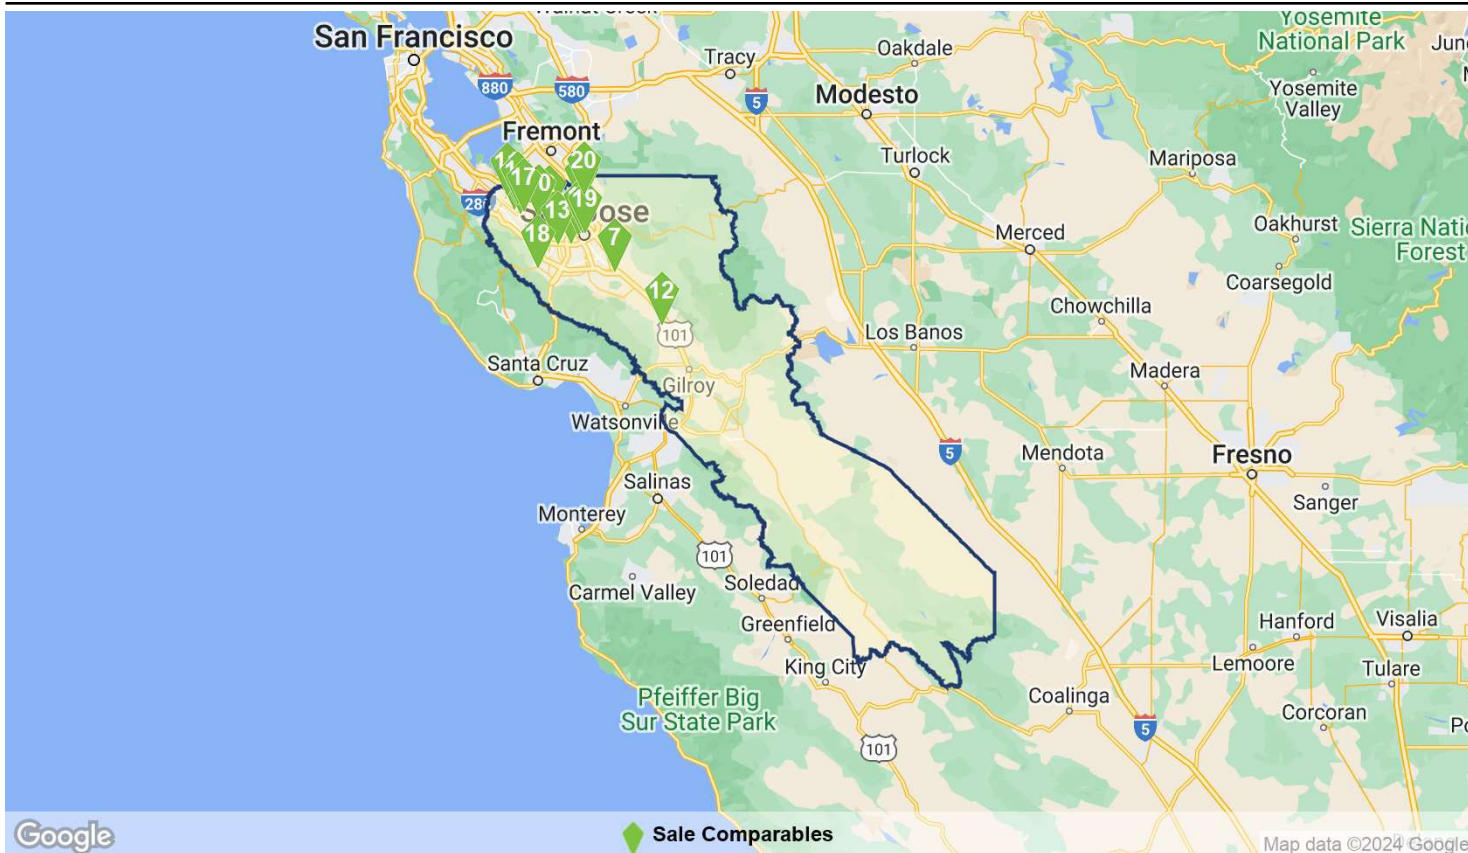 Walnut Creek
Yosemite
National Park
San Francisco
Oakdale
Tracy
880
580
5
Modesto
Yosemite
Valley
Fremont
Turlock
Mariposa
20
17
280
19
13
18
7
Merced
Oakhurst
Sierra Nati
Forest
Coarsegold
12
Chowchilla
101
Los Banos
Santa Cruz
Madera
Gilroy
Watsonville
5
Mendota
Fresno
Salinas
Sanger
Monterey
101
Soledad
Carmel Valley
Greenfield
Hanford
Visalia
King City
Lemoore
Tulare
Pfeiffer Big
Sur State Park
Coalinga
Corcoran
5
101
Google
Sale Comparables
Map data ©2024 Google